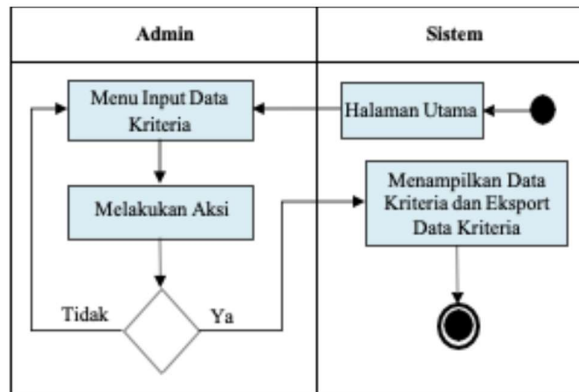 Admin
Sistem
Menu Input Data
Kriteria
Halaman Utama
Melakukan Aksi
Menampilkan Data
Kriteria dan Eksport
Data Kriteria
Tidak
Ya